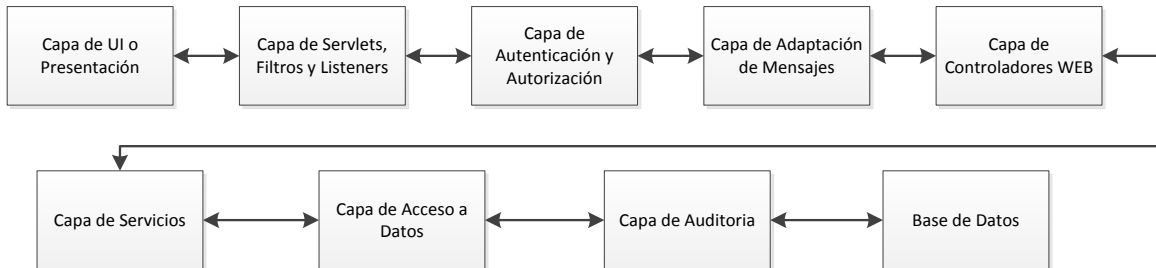 Capa de UI o
Presentación
Capa de Servlets,
Filtros y Listeners
Capa de
Autenticación y
Autorización
Capa de Adaptación
de Mensajes
Capa de
Controladores WEB
Capa de Servicios
Capa de Acceso a
Datos
Capa de Auditoria
Base de Datos